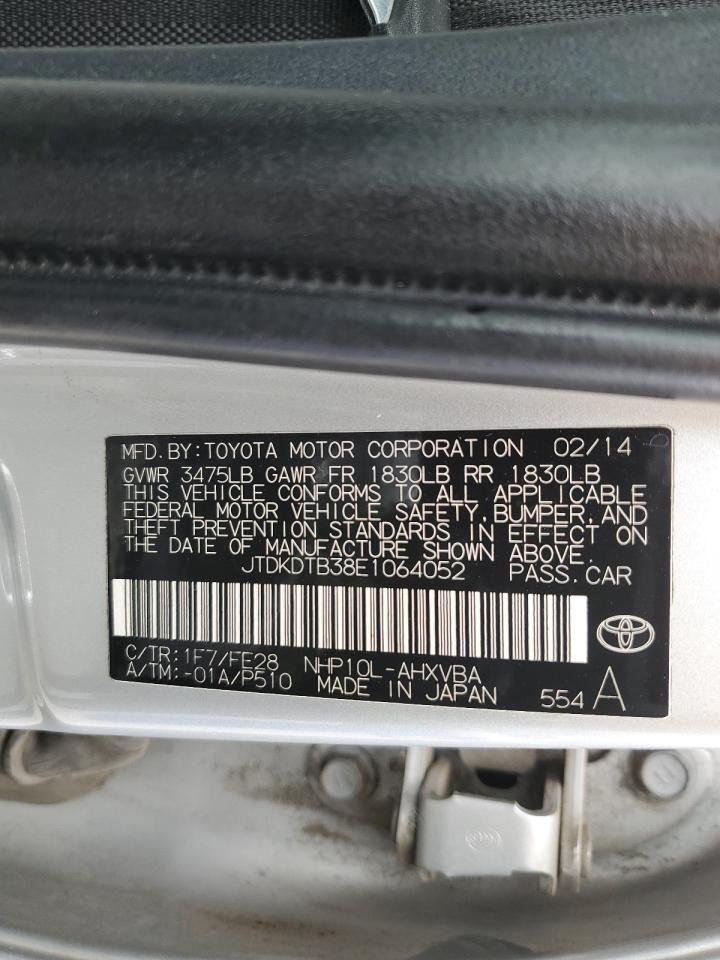 MFD.BY:TOYOTA MOTOR CORPORATION 02/14
GVWR 3475LB GAWR FR 1830LB RR 1830LB
THIS VEHICLE CONFORMS TO ALL APPLICABLE
FEDERAL MOTOR VEHICLE SAFETY,BUMPER,AND
THEFT PREVENTION STANDARDS IN EFFECT ON
THE DATE OF MANUFACTURE SHOWN ABOVE.
JTDKDTB38E1064052 PASS.CAR
C/TR:1F7/FE28 NHP10L-AHXVBA
A/TM:-01A/P510 MADE IN JAPAN 554 A